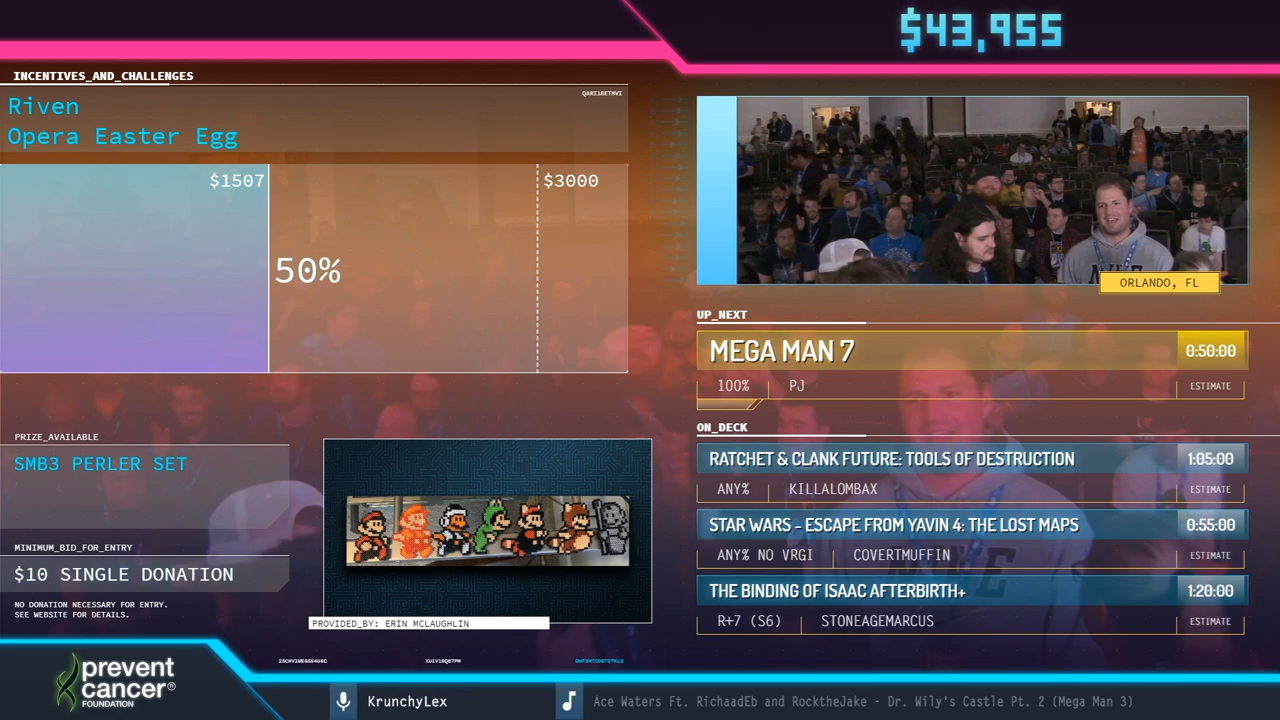 $43,955
INCENTIVES_AND_CHALLENGES
Riven
Opera Easter Egg
$1507
$3000
50%
ORLANDO, FL
UP_NEXT
MEGA MAN 7
0:50:00
100%
PJ
ESTIMATE
ON_DECK
RATCHET & CLANK FUTURE: TOOLS OF DESTRUCTION
1:05:00
ANY%
KILLALOMBAX
ESTIMATE
STAR WARS - ESCAPE FROM YAVIN 4: THE LOST MAPS
0:55:00
ANY% NO VRGI
COVERTMUFFIN
ESTIMATE
THE BINDING OF ISAAC AFTERBIRTH+
1:20:00
R+7 (S6)
STONEAGEMARCUS
ESTIMATE
PRIZE_AVAILABLE
SMB3 PERLER SET
MINIMUM_BID_FOR_ENTRY
$10 SINGLE DONATION
NO DONATION NECESSARY FOR ENTRY.
SEE WEBSITE FOR DETAILS.
PROVIDED_BY: ERIN MCLAUGHLIN
prevent
cancer®
FOUNDATION
KrunchyLex
Ace Waters Ft. RichaadEb and RocktheJake - Dr. Wily's Castle Pt. 2 (Mega Man 3)